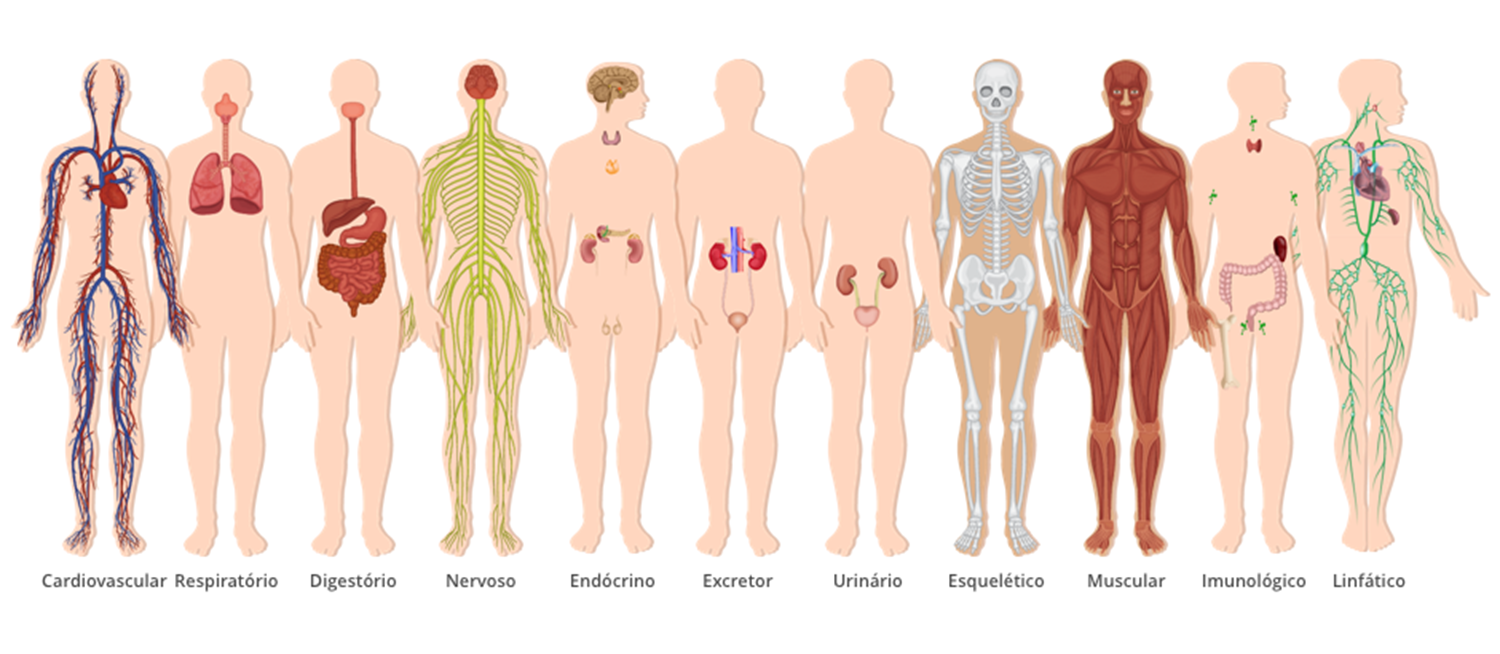 Cardiovascular Respiratório Digestório Nervoso Endócrino Excretor Urinário Esquelético Muscular Imunológico Linfático